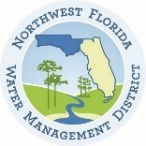 NORTHWEST FLORIDA
WATER MANAGEMENT DISTRICT